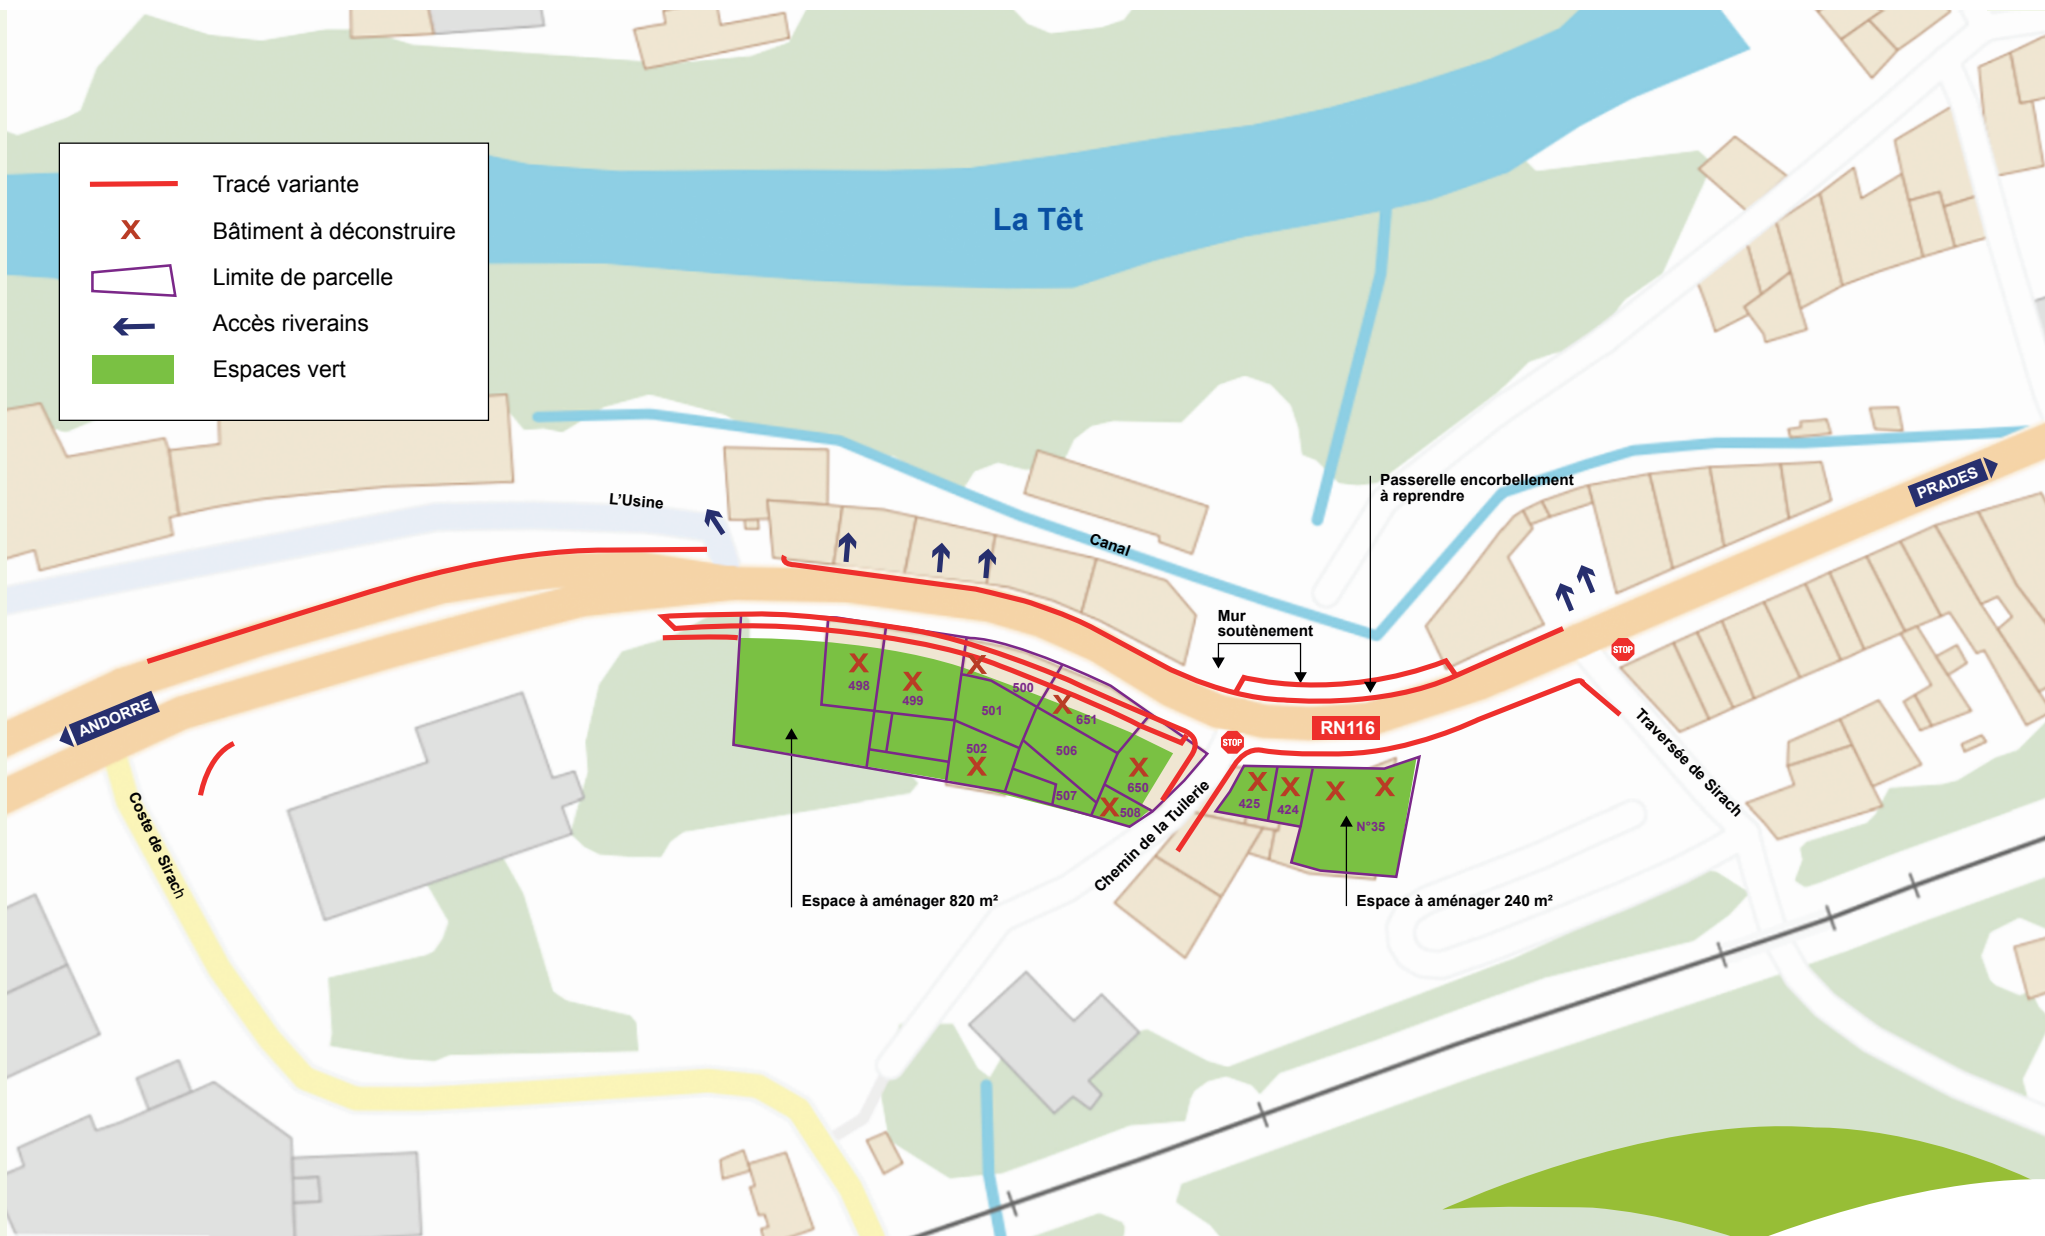 La Têt
Tracé variante
X Bâtiment à déconstruire
Limite de parcelle
Accès riverains
Espaces vert
L'Usine
Canal
Passerelle encorbellement
à reprendre
PRADES
Mur
soutènement
STOP
STOP
RN116
ANDORRE
498
499
500
501
651
502
506
650
507
508
425
424
N°35
Traversée de Sirach
Coste de Sirach
Chemin de la Tuilerie
Espace à aménager 820 m²
Espace à aménager 240 m²